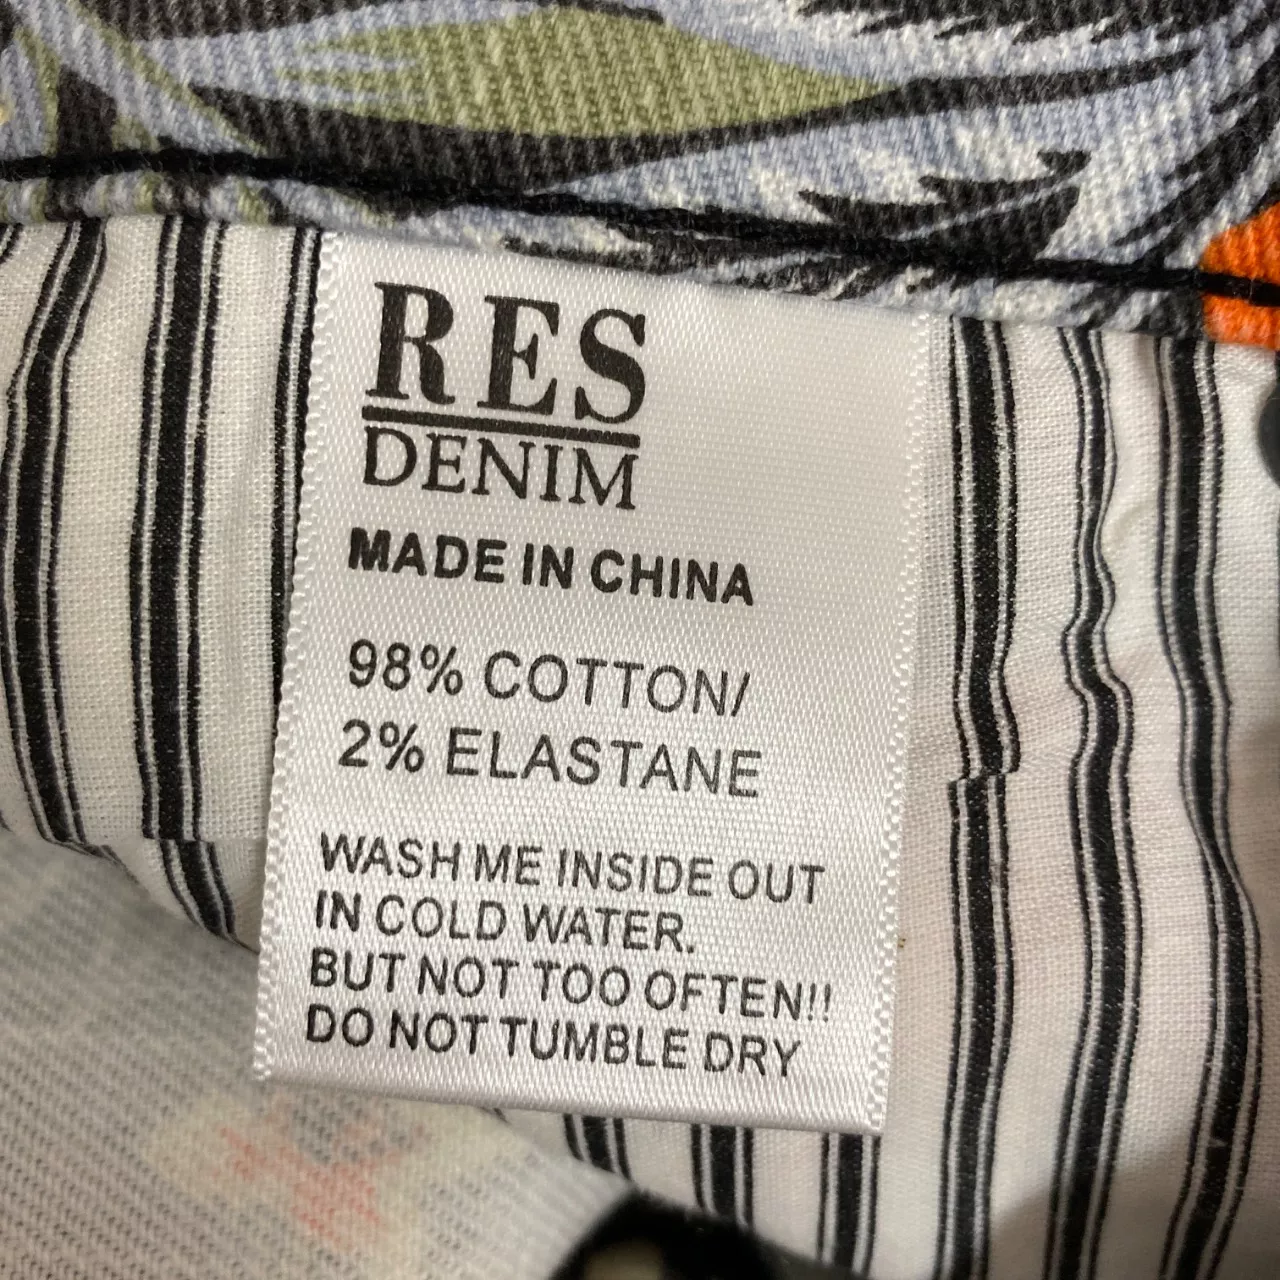 RES
DENIM
MADE IN CHINA
98% COTTON/
2% ELASTANE
WASH ME INSIDE OUT
IN COLD WATER.
BUT NOT TOO OFTEN!!
DO NOT TUMBLE DRY